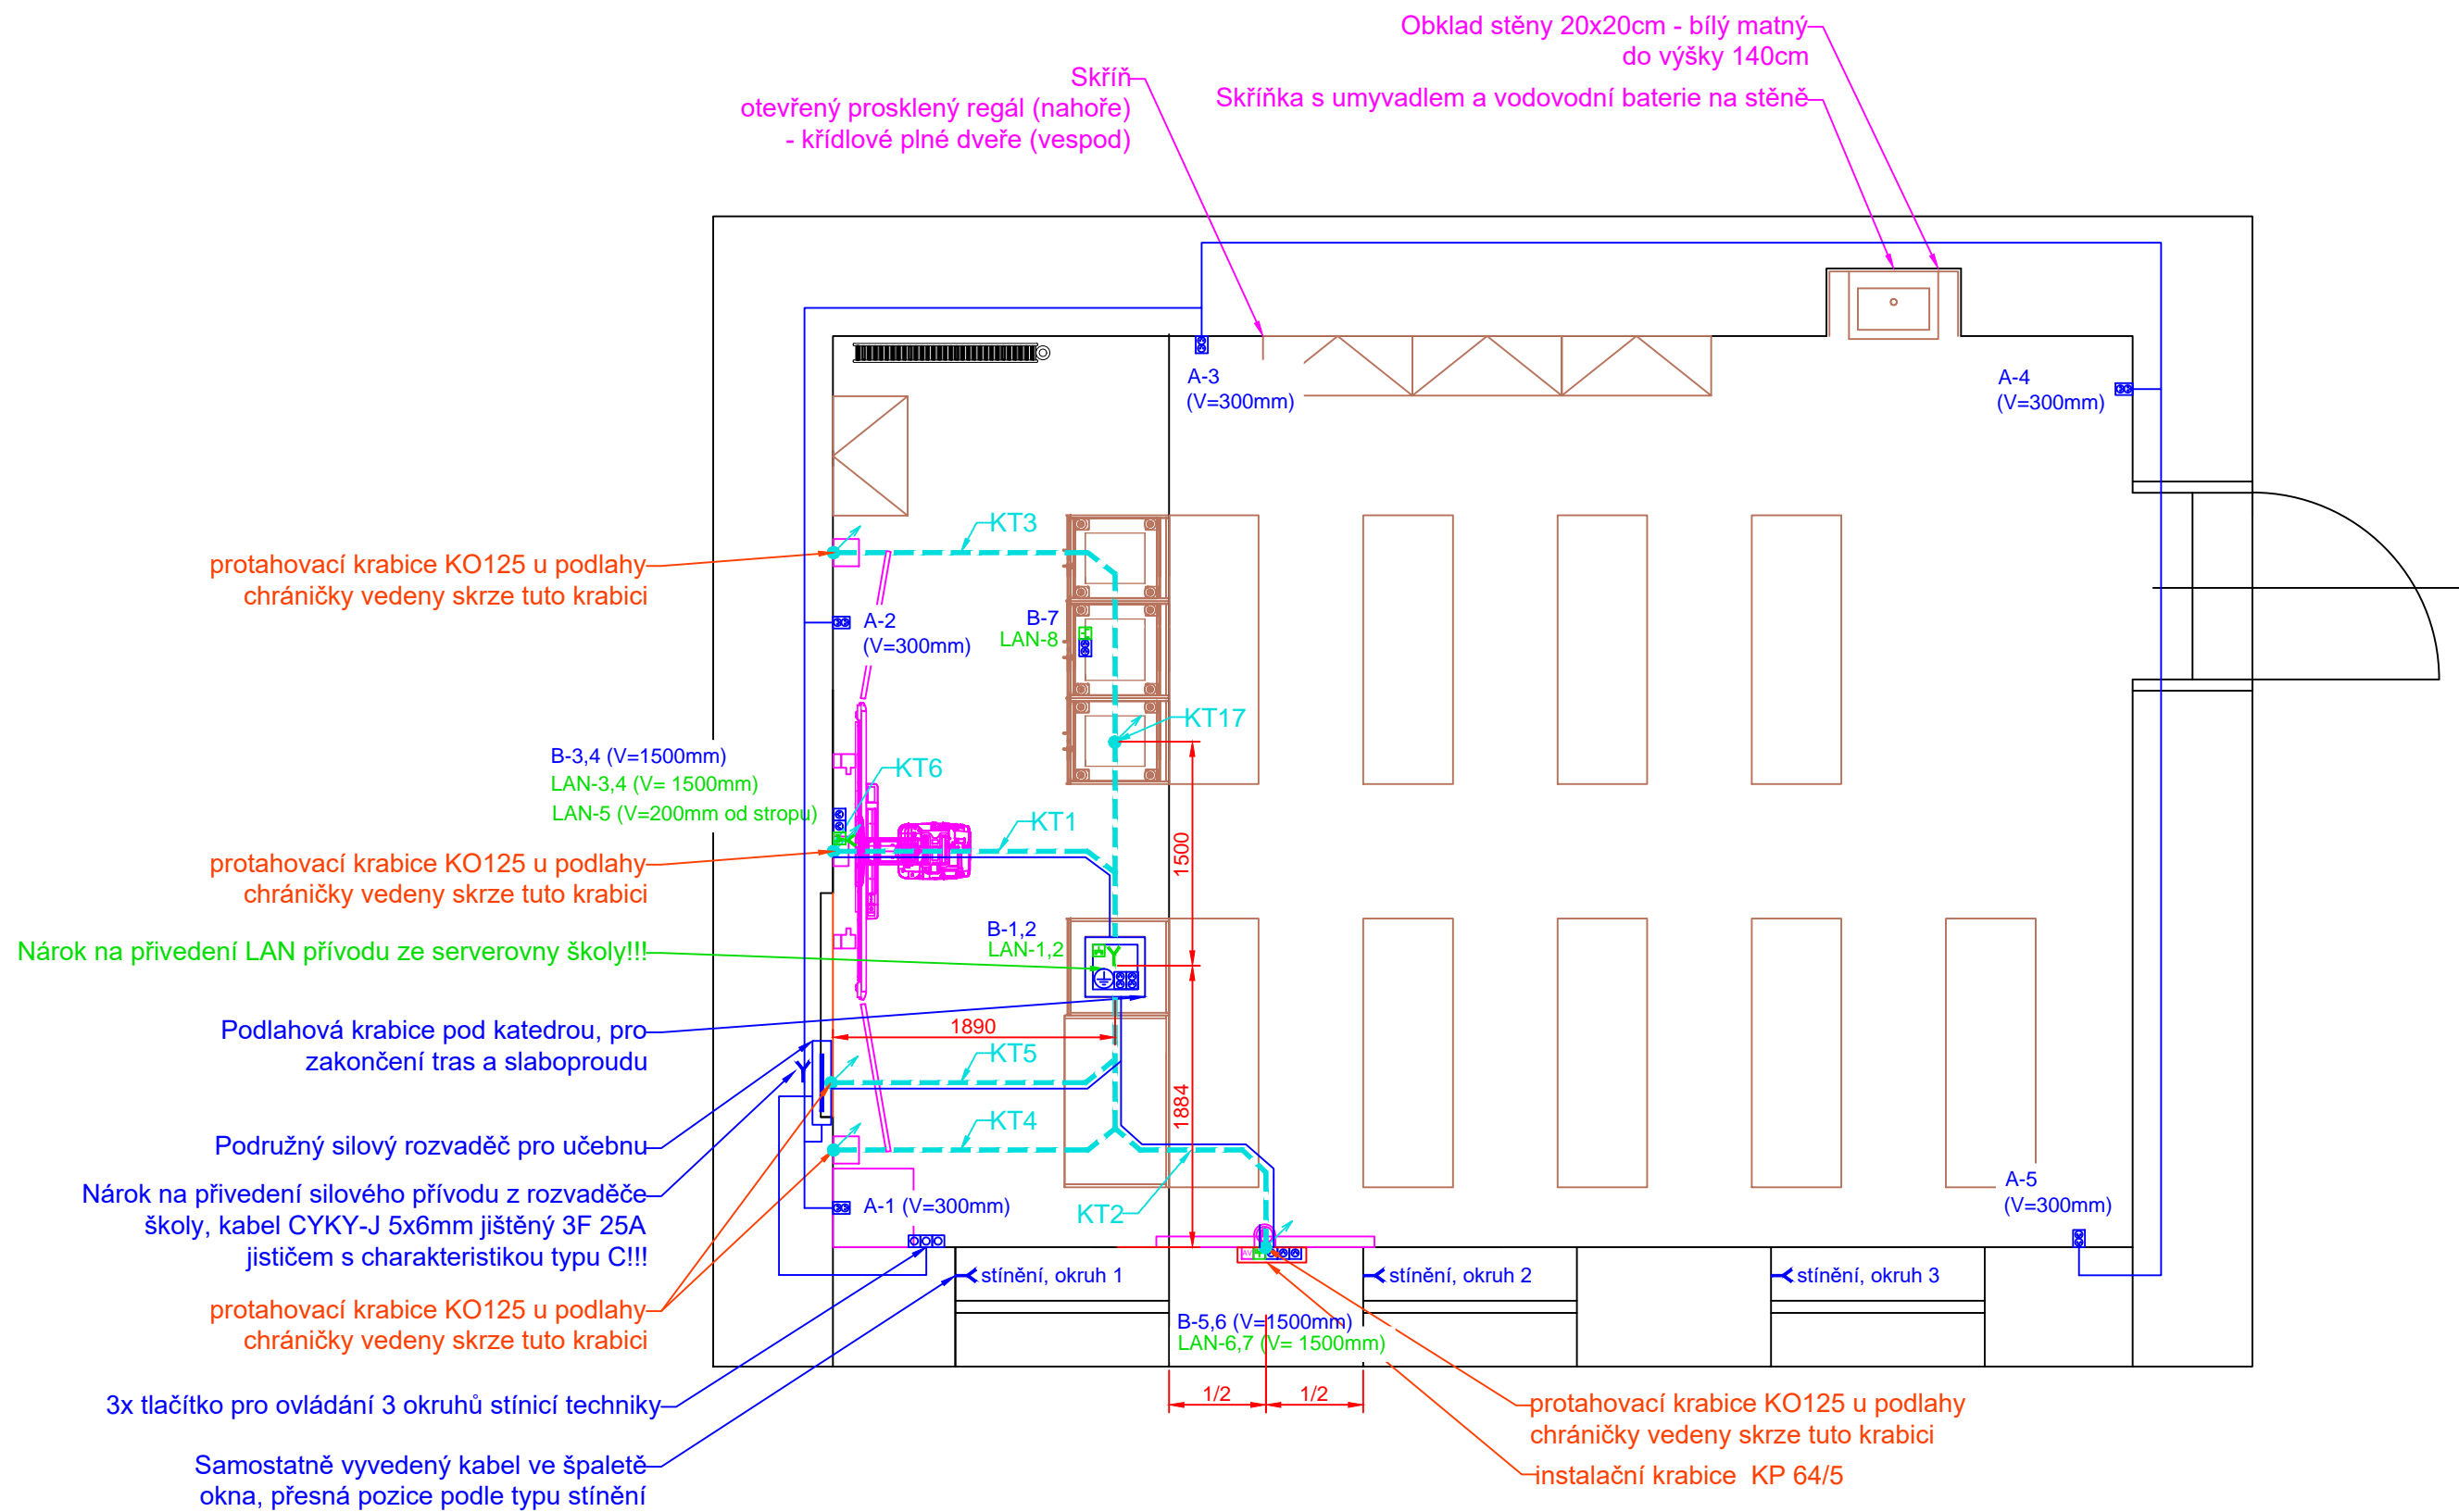 Obklad stěny 20x20cm - bílý matný
do výšky 140cm
Skříň
otevřený prosklený regál (nahoře)
- křídlové plné dveře (vespod)
Skříňka s umyvadlem a vodovodní baterie na stěně
A-3
(V=300mm)
A-4
(V=300mm)
KT3
protahovací krabice KO125 u podlahy
chráničky vedeny skrze tuto krabici
A-2
(V=300mm)
B-7
LAN-8
KT17
B-3,4 (V=1500mm)
LAN-3,4 (V= 1500mm)
LAN-5 (V=200mm od stropu)
KT6
KT1
1500
protahovací krabice KO125 u podlahy
chráničky vedeny skrze tuto krabici
B-1,2
LAN-1,2
Nárok na přivedení LAN přívodu ze serverovny školy!!!
Podlahová krabice pod katedrou, pro
zakončení tras a slaboproudu
1890
KT5
1884
KT4
Podružný silový rozvaděč pro učebnu
Nárok na přivedení silového přívodu z rozvaděče
školy, kabel CYKY-J 5x6mm jištěný 3F 25A
jističem s charakteristikou typu C!!!
A-1 (V=300mm)
KT2
A-5
(V=300mm)
stínění, okruh 1
stínění, okruh 2
stínění, okruh 3
protahovací krabice KO125 u podlahy
chráničky vedeny skrze tuto krabici
B-5,6 (V=1500mm)
LAN-6,7 (V= 1500mm)
1/2
1/2
3x tlačítko pro ovládání 3 okruhů stínicí techniky
protahovací krabice KO125 u podlahy
chráničky vedeny skrze tuto krabici
Samostatně vyvedený kabel ve špaletě
okna, přesná pozice podle typu stínění
instalační krabice KP 64/5